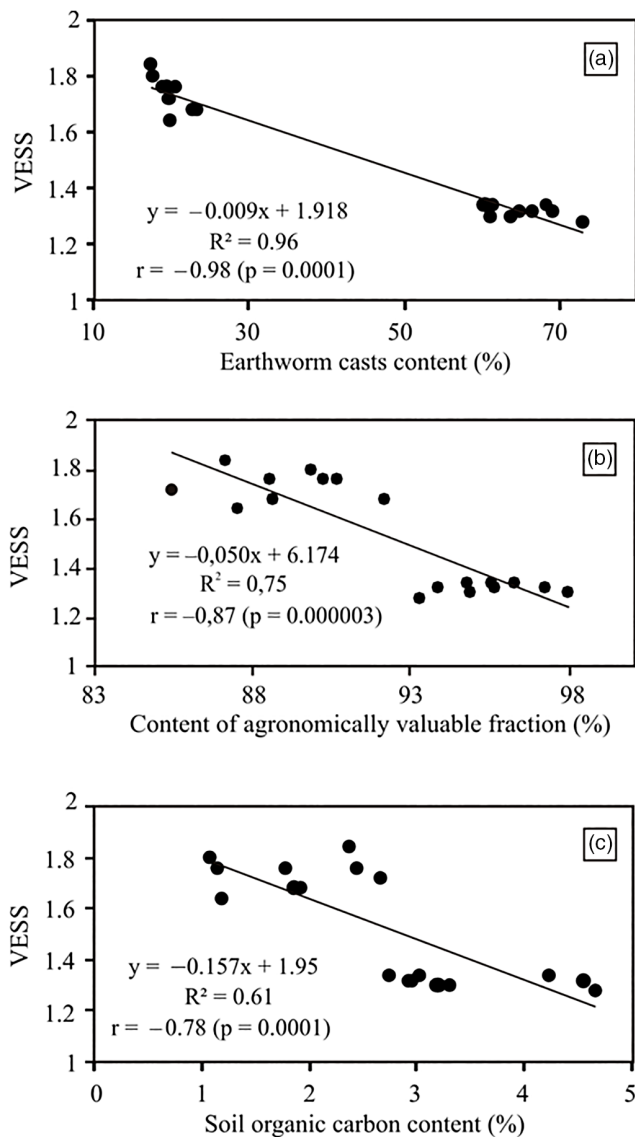 2
(a)
1.8
1.6
VESS
1.4
y = −0.009x + 1.918
R² = 0.96
1.2
r = −0.98 (p = 0.0001)
1
10 30 50 70
Earthworm casts content (%)
2
(b)
1.8
1.6
VESS
y = −0,050x + 6.174
1.4
R² = 0,75
1.2
r = −0,87 (p = 0.000003)
1
83 88 93 98
Content of agronomically valuable fraction (%)
2
(c)
1.8
1.6
VESS
1.4
y = −0.157x + 1.95
R² = 0.61
1.2
r = −0.78 (p = 0.0001)
1
0 1 2 3 4 5
Soil organic carbon content (%)